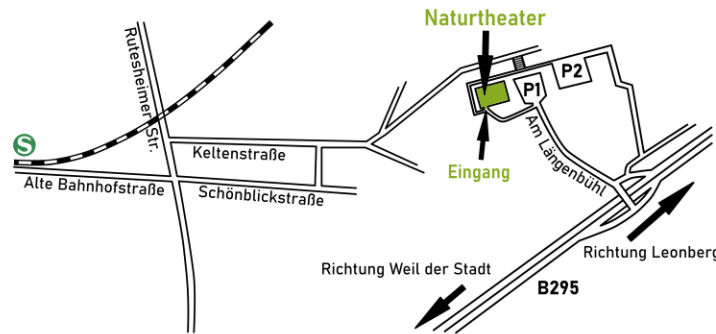 Naturtheater
Rutesheimer Str.
P2
P1
S
Keltenstraße
Am Längenbühl
Eingang
Alte Bahnhofstraße
Schönblickstraße
Richtung Leonberg
Richtung Weil der Stadt
B295